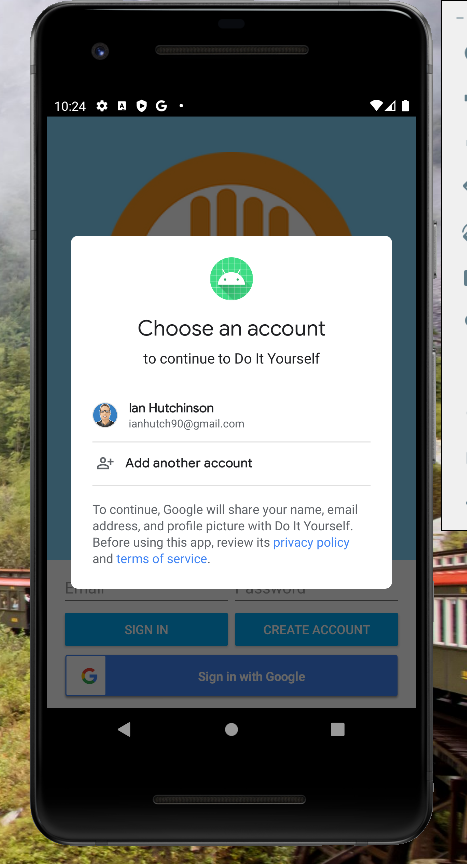 10:24
Choose an account
to continue to Do It Yourself
Ian Hutchinson
ianhutch90@gmail.com
Add another account
To continue, Google will share your name, email
address, and profile picture with Do It Yourself.
Before using this app, review its privacy policy
and terms of service.
Email Password
SIGN IN CREATE ACCOUNT
G Sign in with Google